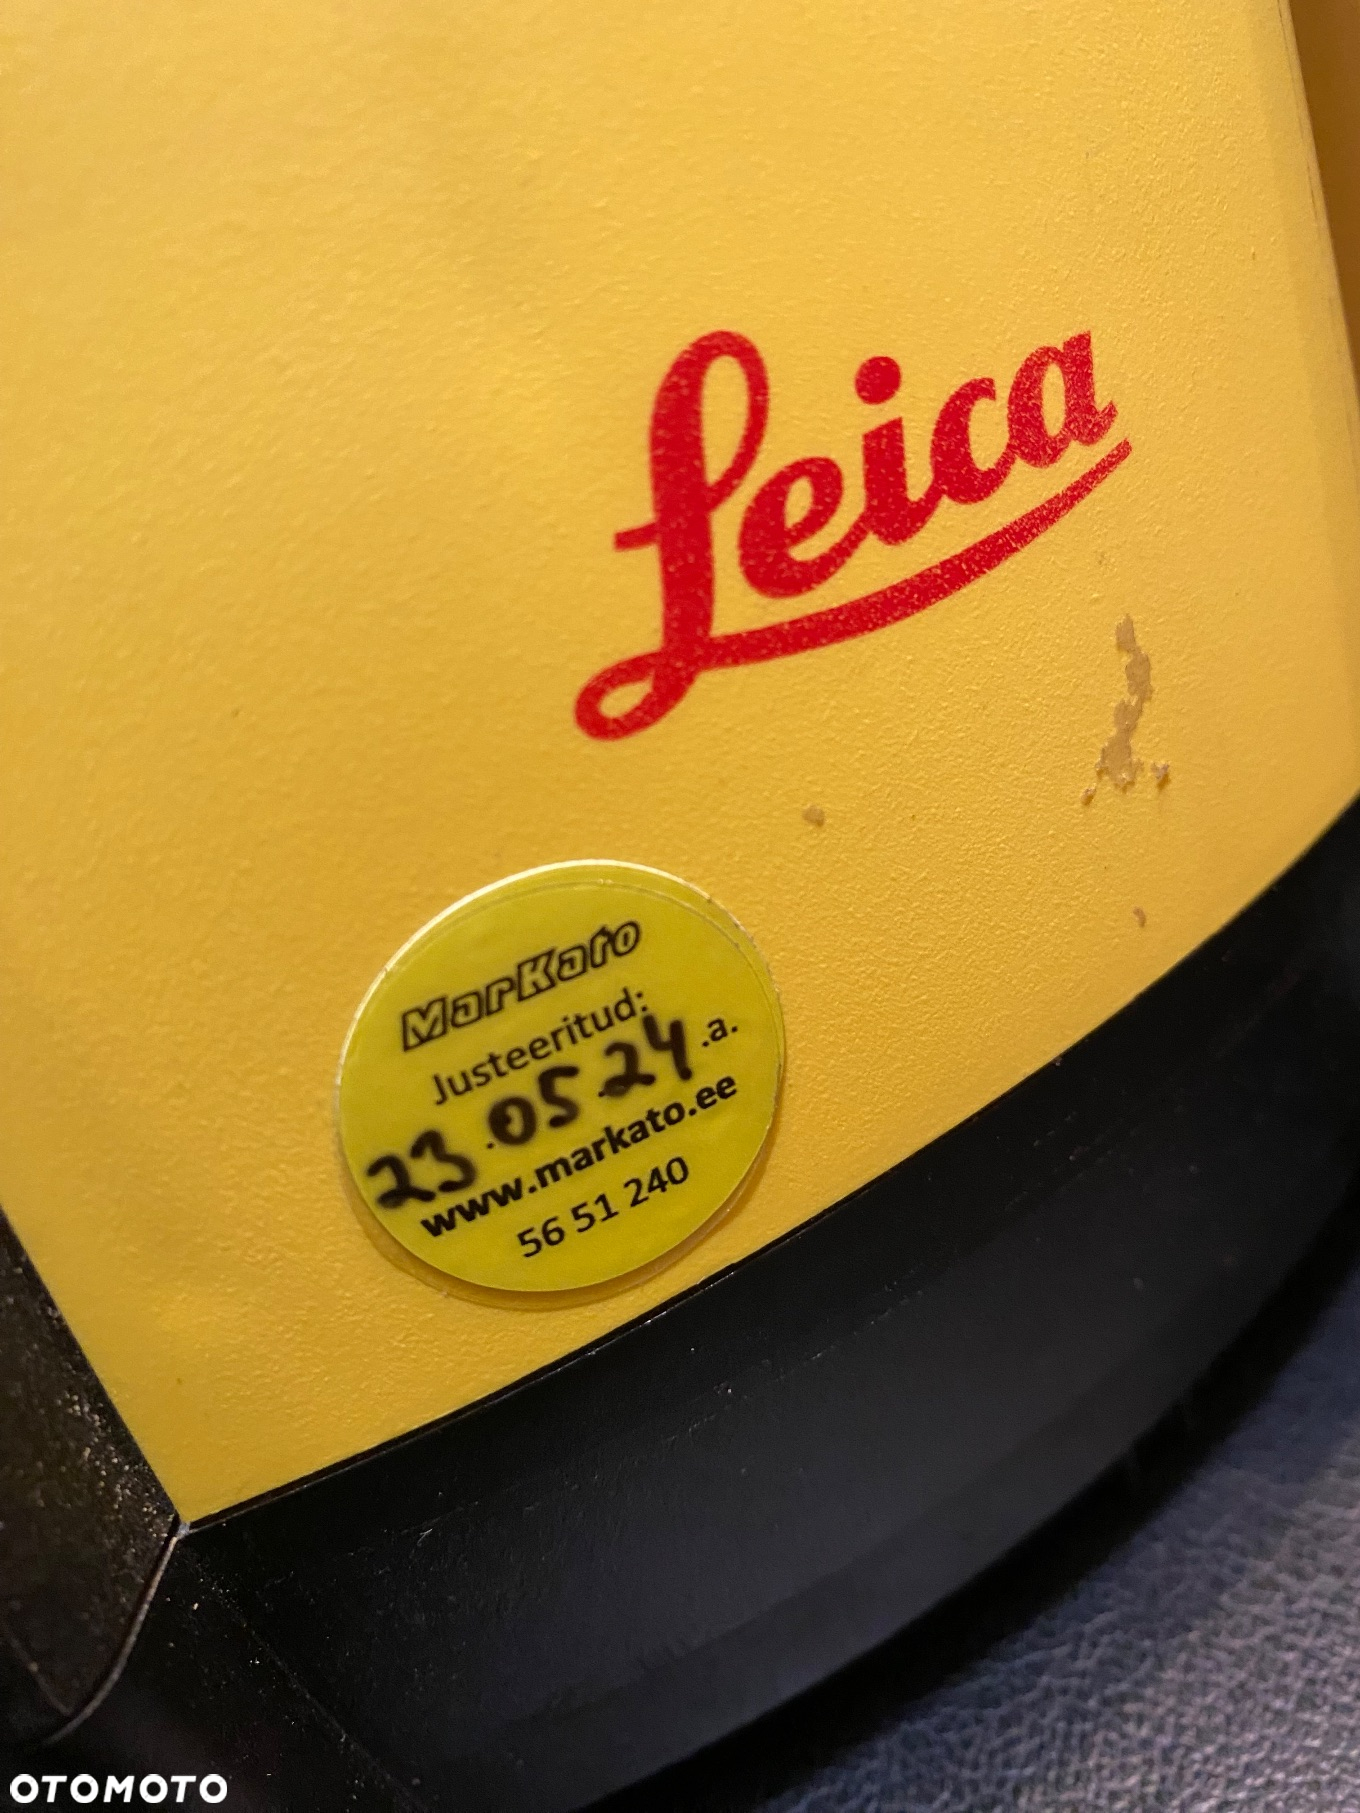 Leica
MarKato
Justeeritud:
23.05.24.a.
www.markato.ee
56 51 240
OTOMOTO